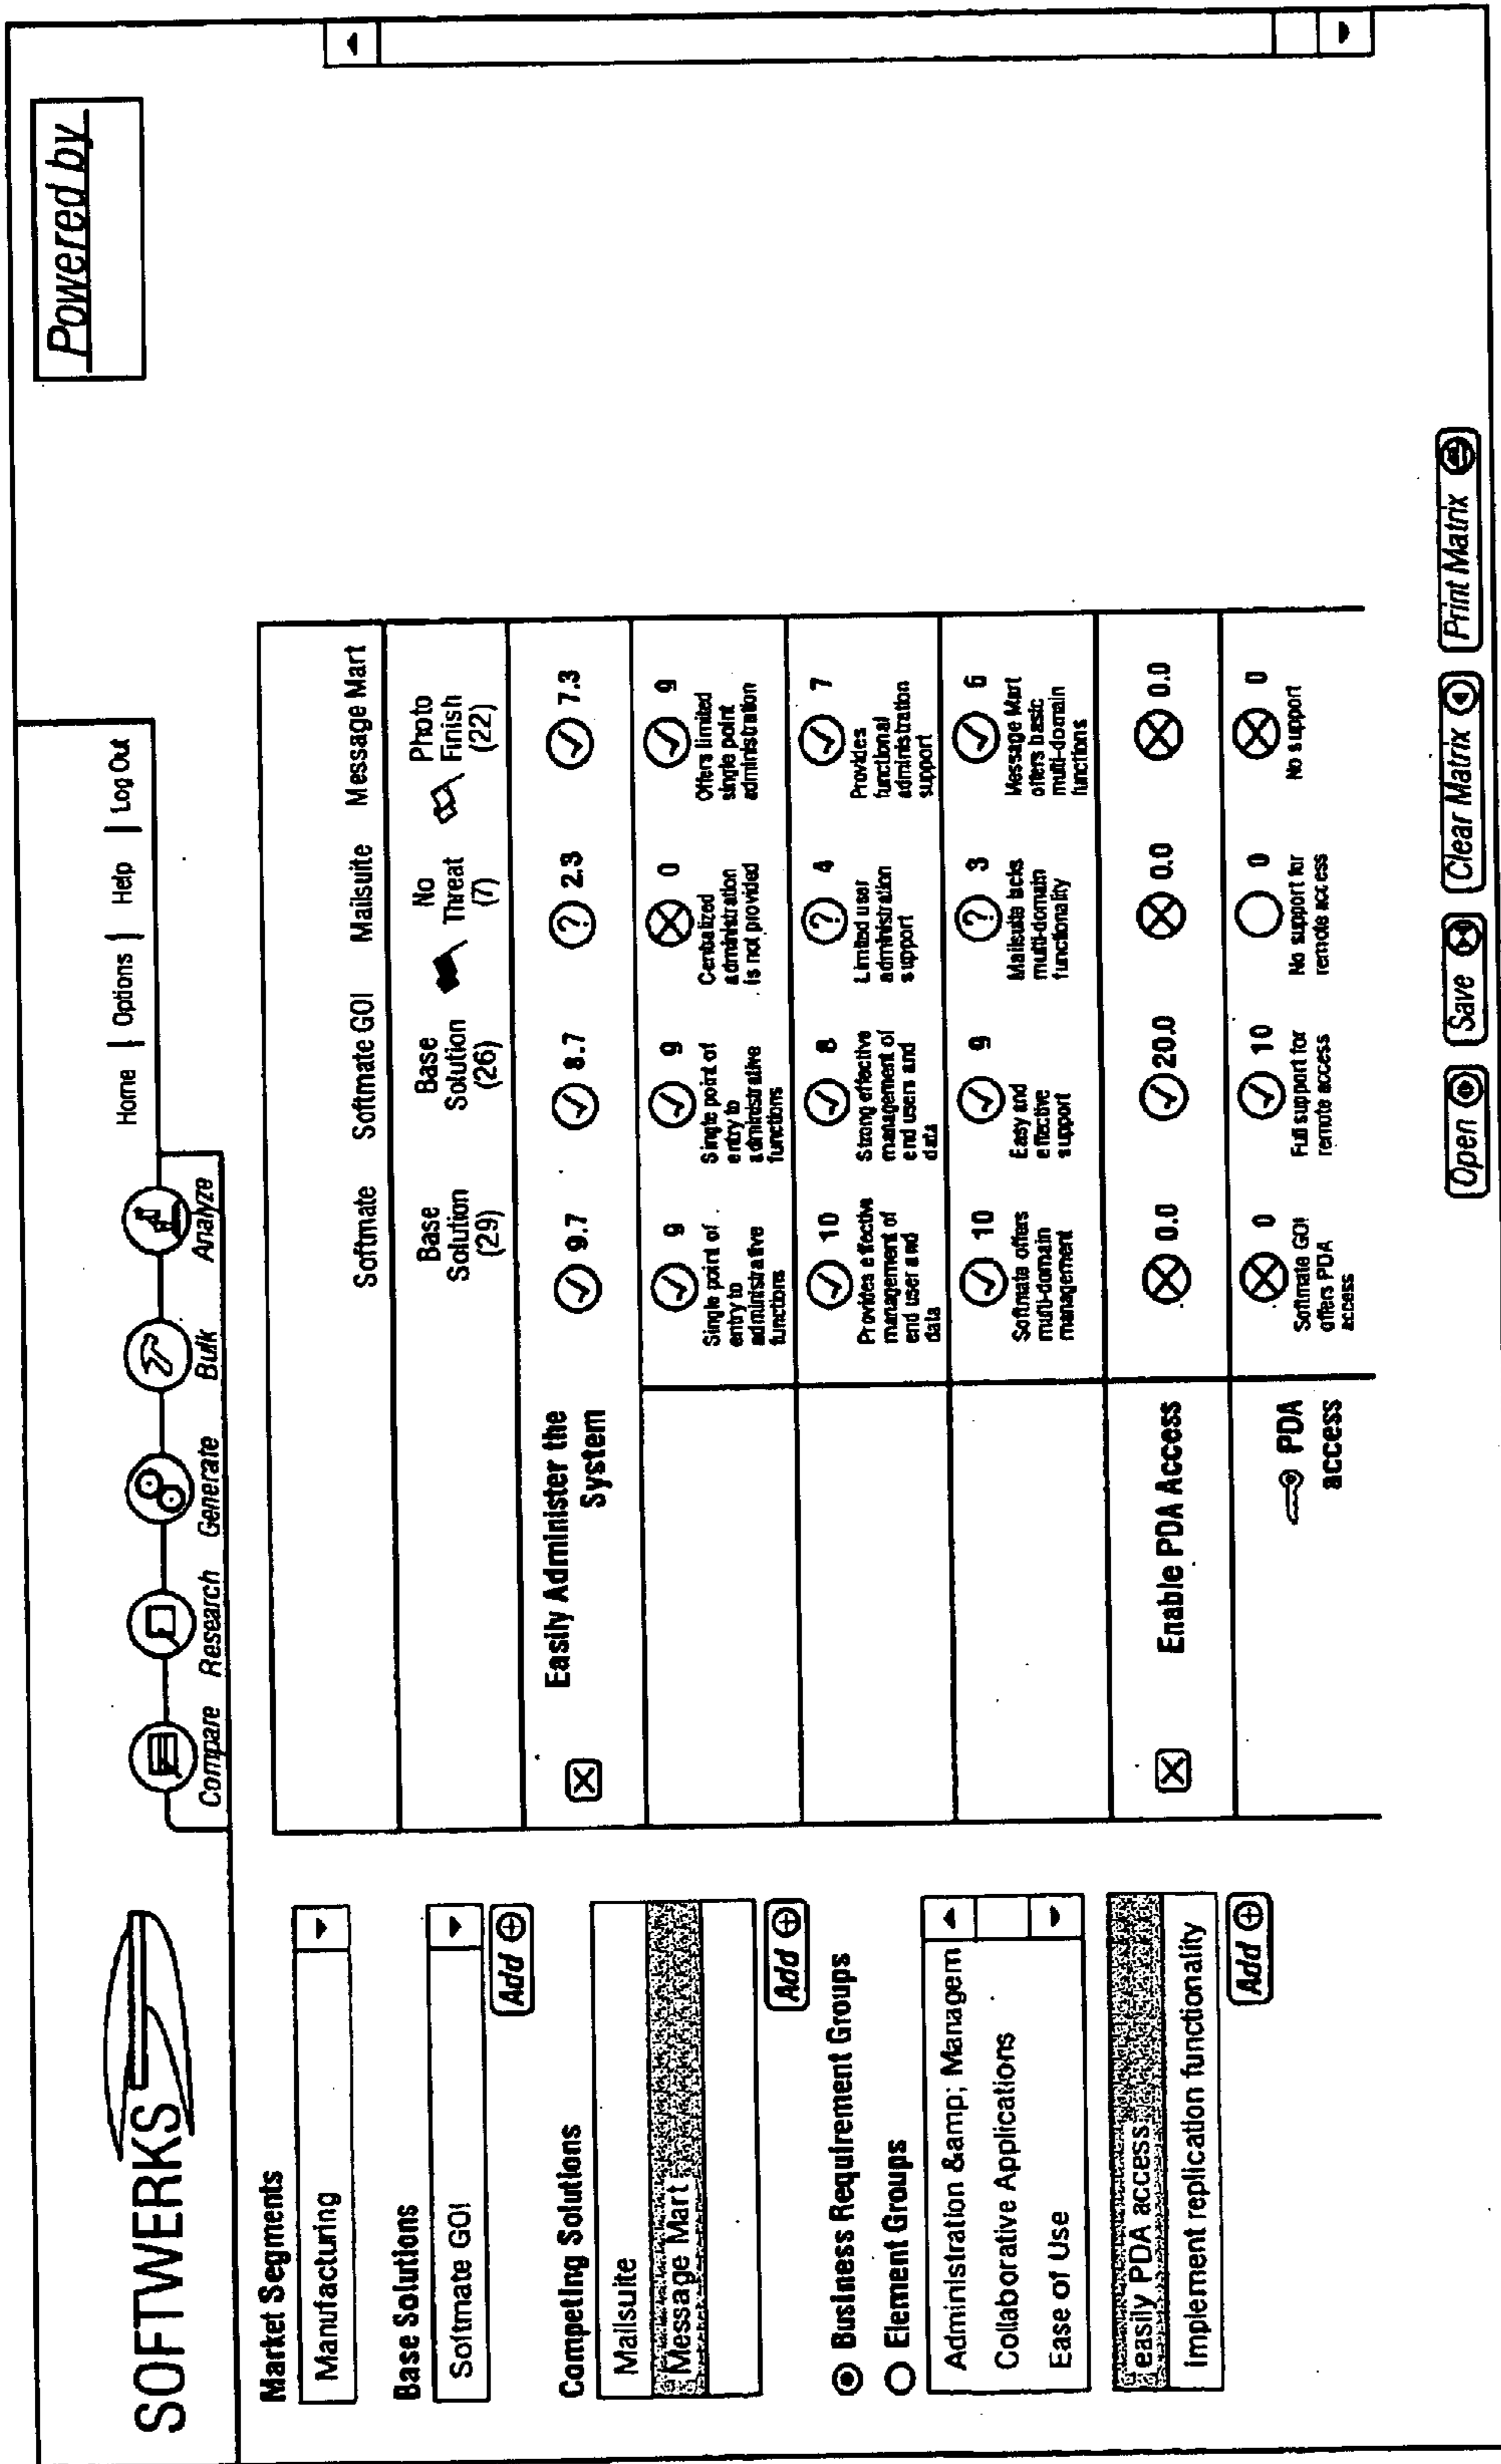 SOFTWERKS
Powered by
Home | Options | Help | Log Out
Compare Research Generate Bulk Analyze
Market Segments
Manufacturing
Base Solutions
Softmate GO!
Add
Competing Solutions
Mailsuite
Message Mart
Add
Business Requirement Groups
Element Groups
Administration &amp; Managem
Collaborative Applications
Ease of Use
easily PDA access
Implement replication functionality
Add
Softmate Softmate GO! Mailsuite Message Mart
Base Solution (29)
Base Solution (26)
No Threat (7)
Photo Finish (22)
Easily Administer the System
9.7 8.7 2.3 7.3
9 9 0 9
Single point of entry to administrative functions
Single point of entry to administrative functions
Centralized administration is not provided
Offers limited single point administration
10 8 4 7
Provides effective management of end user and data
Strong effective management of end users and data
Limited user administration support
Provides functional administration support
10 9 3 6
Softmate offers multi-domain management
Easy and effective support
Mailsuite lacks multi-domain functionality
Message Mart offers basic multi-domain functions
Enable PDA Access
0.0 20.0 0.0 0.0
PDA access
0 10 0 0
Softmate GO! offers PDA access
Full support for remote access
No support for remote access
No support
Open Save Clear Matrix Print Matrix